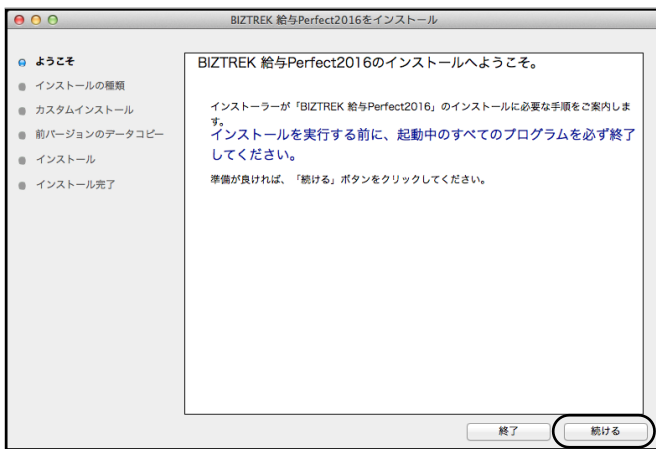 BIZTREK 給与Perfect2016をインストール
ようこそ
インストールの種類
カスタムインストール
前バージョンのデータコピー
インストール
インストール完了
BIZTREK 給与Perfect2016のインストールへようこそ。
インストーラーが「BIZTREK 給与Perfect2016」のインストールに必要な手順をご案内しま
す。
インストールを実行する前に、起動中のすべてのプログラムを必ず終了
してください。
準備が良ければ、「続ける」ボタンをクリックしてください。
終了
続ける